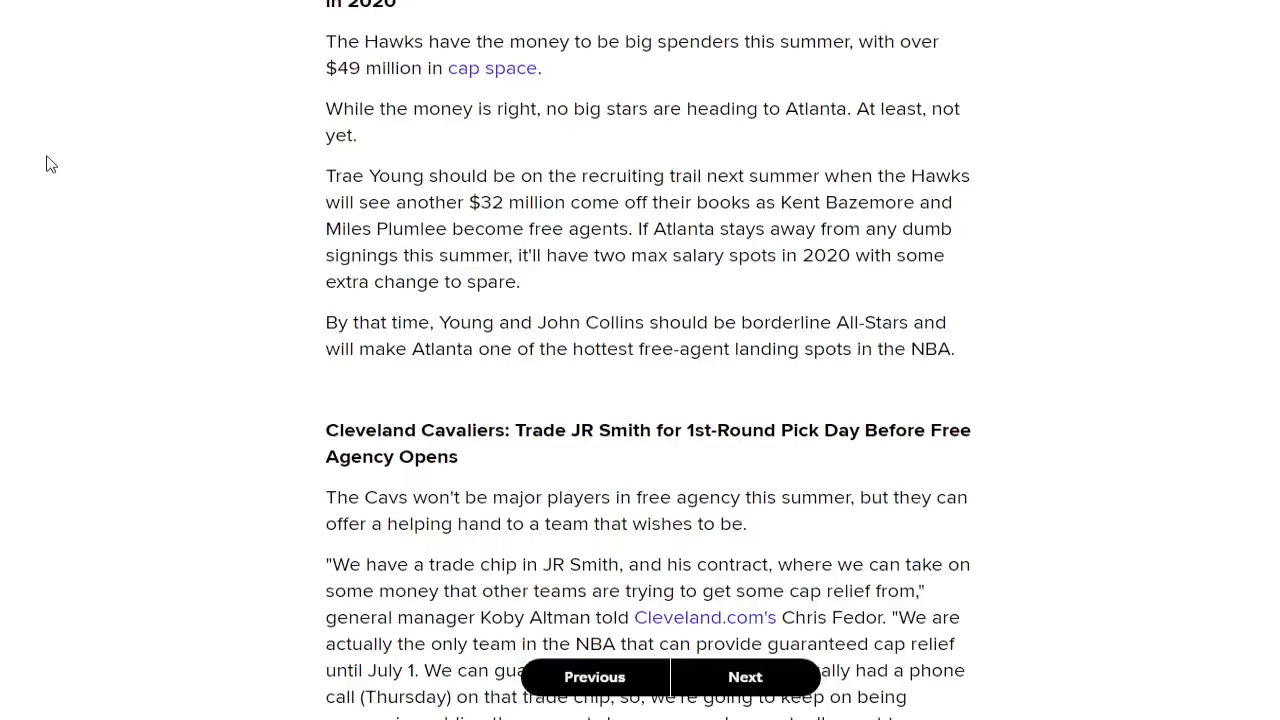 in 2020
The Hawks have the money to be big spenders this summer, with over
$49 million in cap space.
While the money is right, no big stars are heading to Atlanta. At least, not
yet.
Trae Young should be on the recruiting trail next summer when the Hawks
will see another $32 million come off their books as Kent Bazemore and
Miles Plumlee become free agents. If Atlanta stays away from any dumb
signings this summer, it'll have two max salary spots in 2020 with some
extra change to spare.
By that time, Young and John Collins should be borderline All-Stars and
will make Atlanta one of the hottest free-agent landing spots in the NBA.
Cleveland Cavaliers: Trade JR Smith for 1st-Round Pick Day Before Free
Agency Opens
The Cavs won't be major players in free agency this summer, but they can
offer a helping hand to a team that wishes to be.
"We have a trade chip in JR Smith, and his contract, where we can take on
some money that other teams are trying to get some cap relief from,"
general manager Koby Altman told Cleveland.com's Chris Fedor. "We are
actually the only team in the NBA that can provide guaranteed cap relief
until July 1. We can gua ally had a phone
Previous Next
call (Thursday) on that trade chip, so, we're going to keep on being